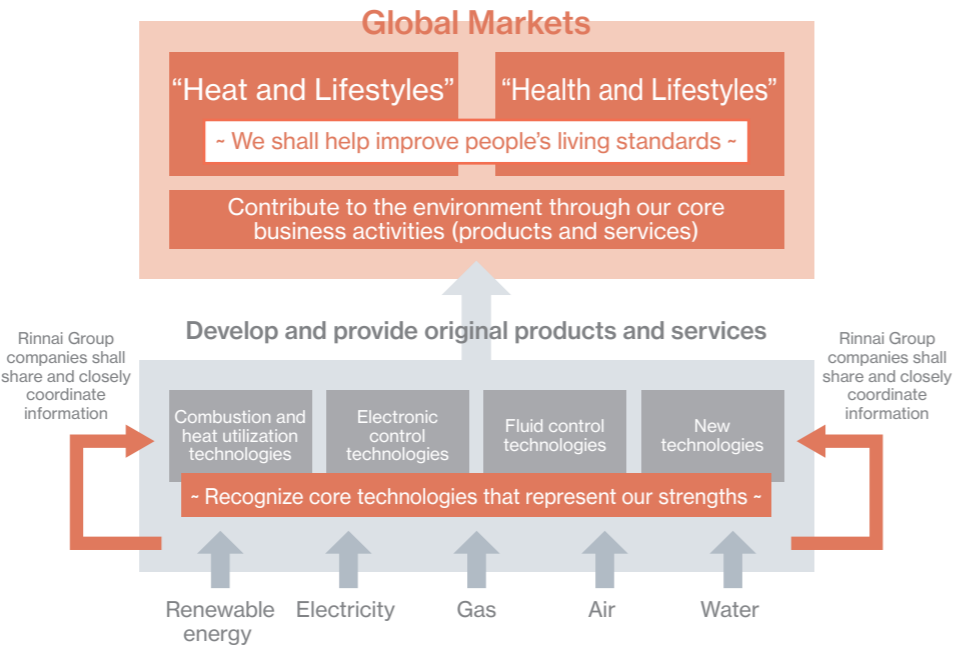 Global Markets
“Heat and Lifestyles”
“Health and Lifestyles”
~ We shall help improve people’s living standards ~
Contribute to the environment through our core
business activities (products and services)
Develop and provide original products and services
Rinnai Group
companies shall
share and closely
coordinate
information
Rinnai Group
companies shall
share and closely
coordinate
information
Combustion and
heat utilization
technologies
Electronic
control
technologies
Fluid control
technologies
New
technologies
~ Recognize core technologies that represent our strengths ~
Renewable
energy
Electricity
Gas
Air
Water